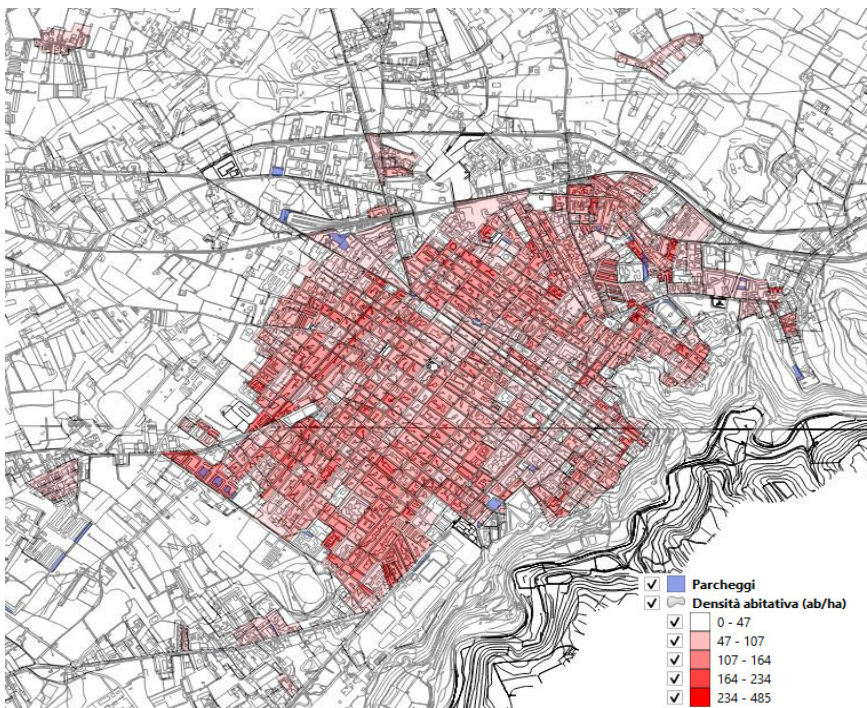 Parcheggi
Densità abitativa (ab/ha)
0 - 47
47 - 107
107 - 164
164 - 234
234 - 485